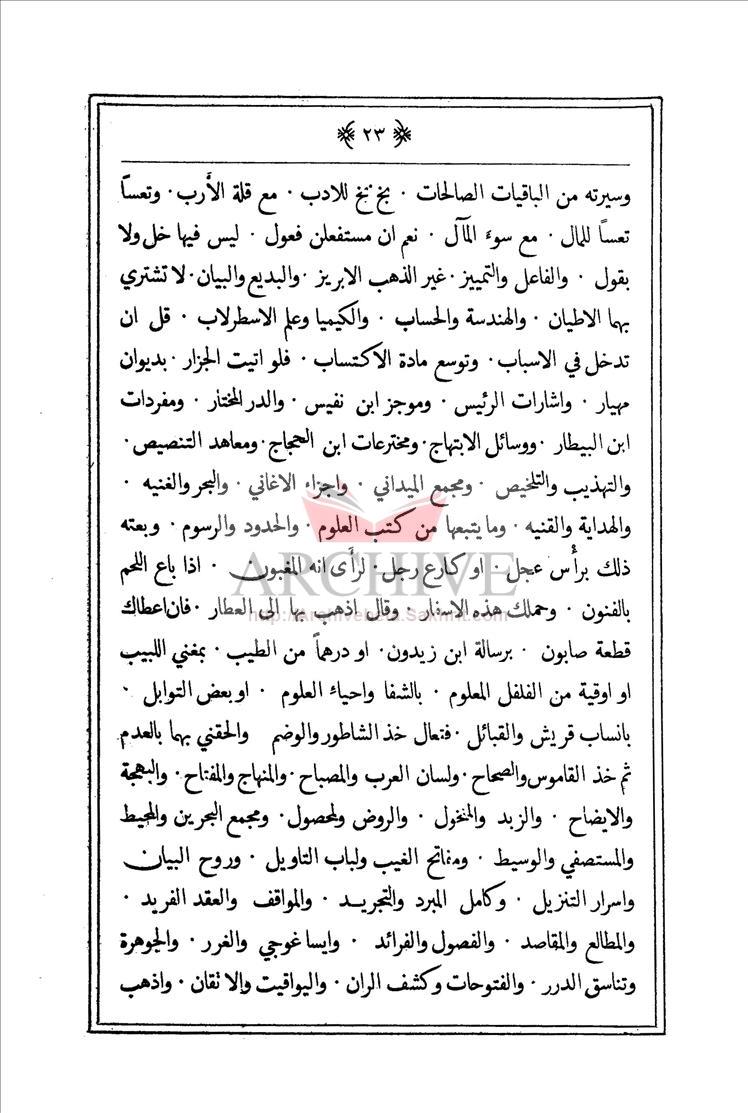 ٢٣
وسيرته من الباقيات الصالحات · بخ بخ للادب · مع قلة الأرب · وتعسًا
تعسًا للمال · مع سوءَ المآل · نعم ان مستفعلن فعول · ليس فيها خل ولا
بقول · والفاعل والتمييز · غير الذهب الابريز · والبديع والبيان · لا تشتري
بهما الاطيان · والهندسة والحساب · والكيميا وعلم الاسطرلاب · قل ان
تدخل في الاسباب · وتوسع مادة الاكتساب · فلو اتيت الجزار · بديوان
مهيار · واشارات الرئيس · وموجز ابن نفيس · والدر المختار · ومفردات
ابن البيطار · ووسائل الابتهاج · ومخترعات ابن الحجاج · ومعاهد التنصيص ·
والتهذيب والتلخيص · ومجمع الميداني · واجزاء الاغاني · والبحر والغنيه ·
والهداية والقنيه · وما يتبعها من كتب العلوم · والحدود والرسوم · وبعته
ذلك برأْس عجل · او كارع رجل · لرأَى انه المغبون · اذا باع اللحم
بالفنون · وحملك هذه الاسفار · وقال اذهب بها الى العطار · فان اعطاك
قطعة صابون · برسالة ابن زيدون · او درهماً من الطيب · بمغني اللبيب
او اوقية من الفلفل المعلوم · بالشفا واحياء العلوم · او بعض التوابل ·
بانساب قريش والقبائل · فتعال خذ الشاطور والوضم والحقني بهما بالعدم
ثم خذ القاموس والصحاح · ولسان العرب والمصباح · والمنهاج والمفتاح · والبهجة
والايضاح · والزبد والمنخول · والروض ولمحصول · ومجمع البحرين والمحيط
والمستصفي والوسيط · ومفاتح الغيب ولباب التاويل · وروح البيان
واسرار التنزيل · وكامل المبرد والتجريد · والمواقف والعقد الفريد ·
والمطالع والمقاصد · والفصول والفرائد · وايساغوجي والغرر · والجوهرة
وتناسق الدرر · والفتوحات وكشف الران · واليواقيت والاتقان · واذهب
ARCHIVE